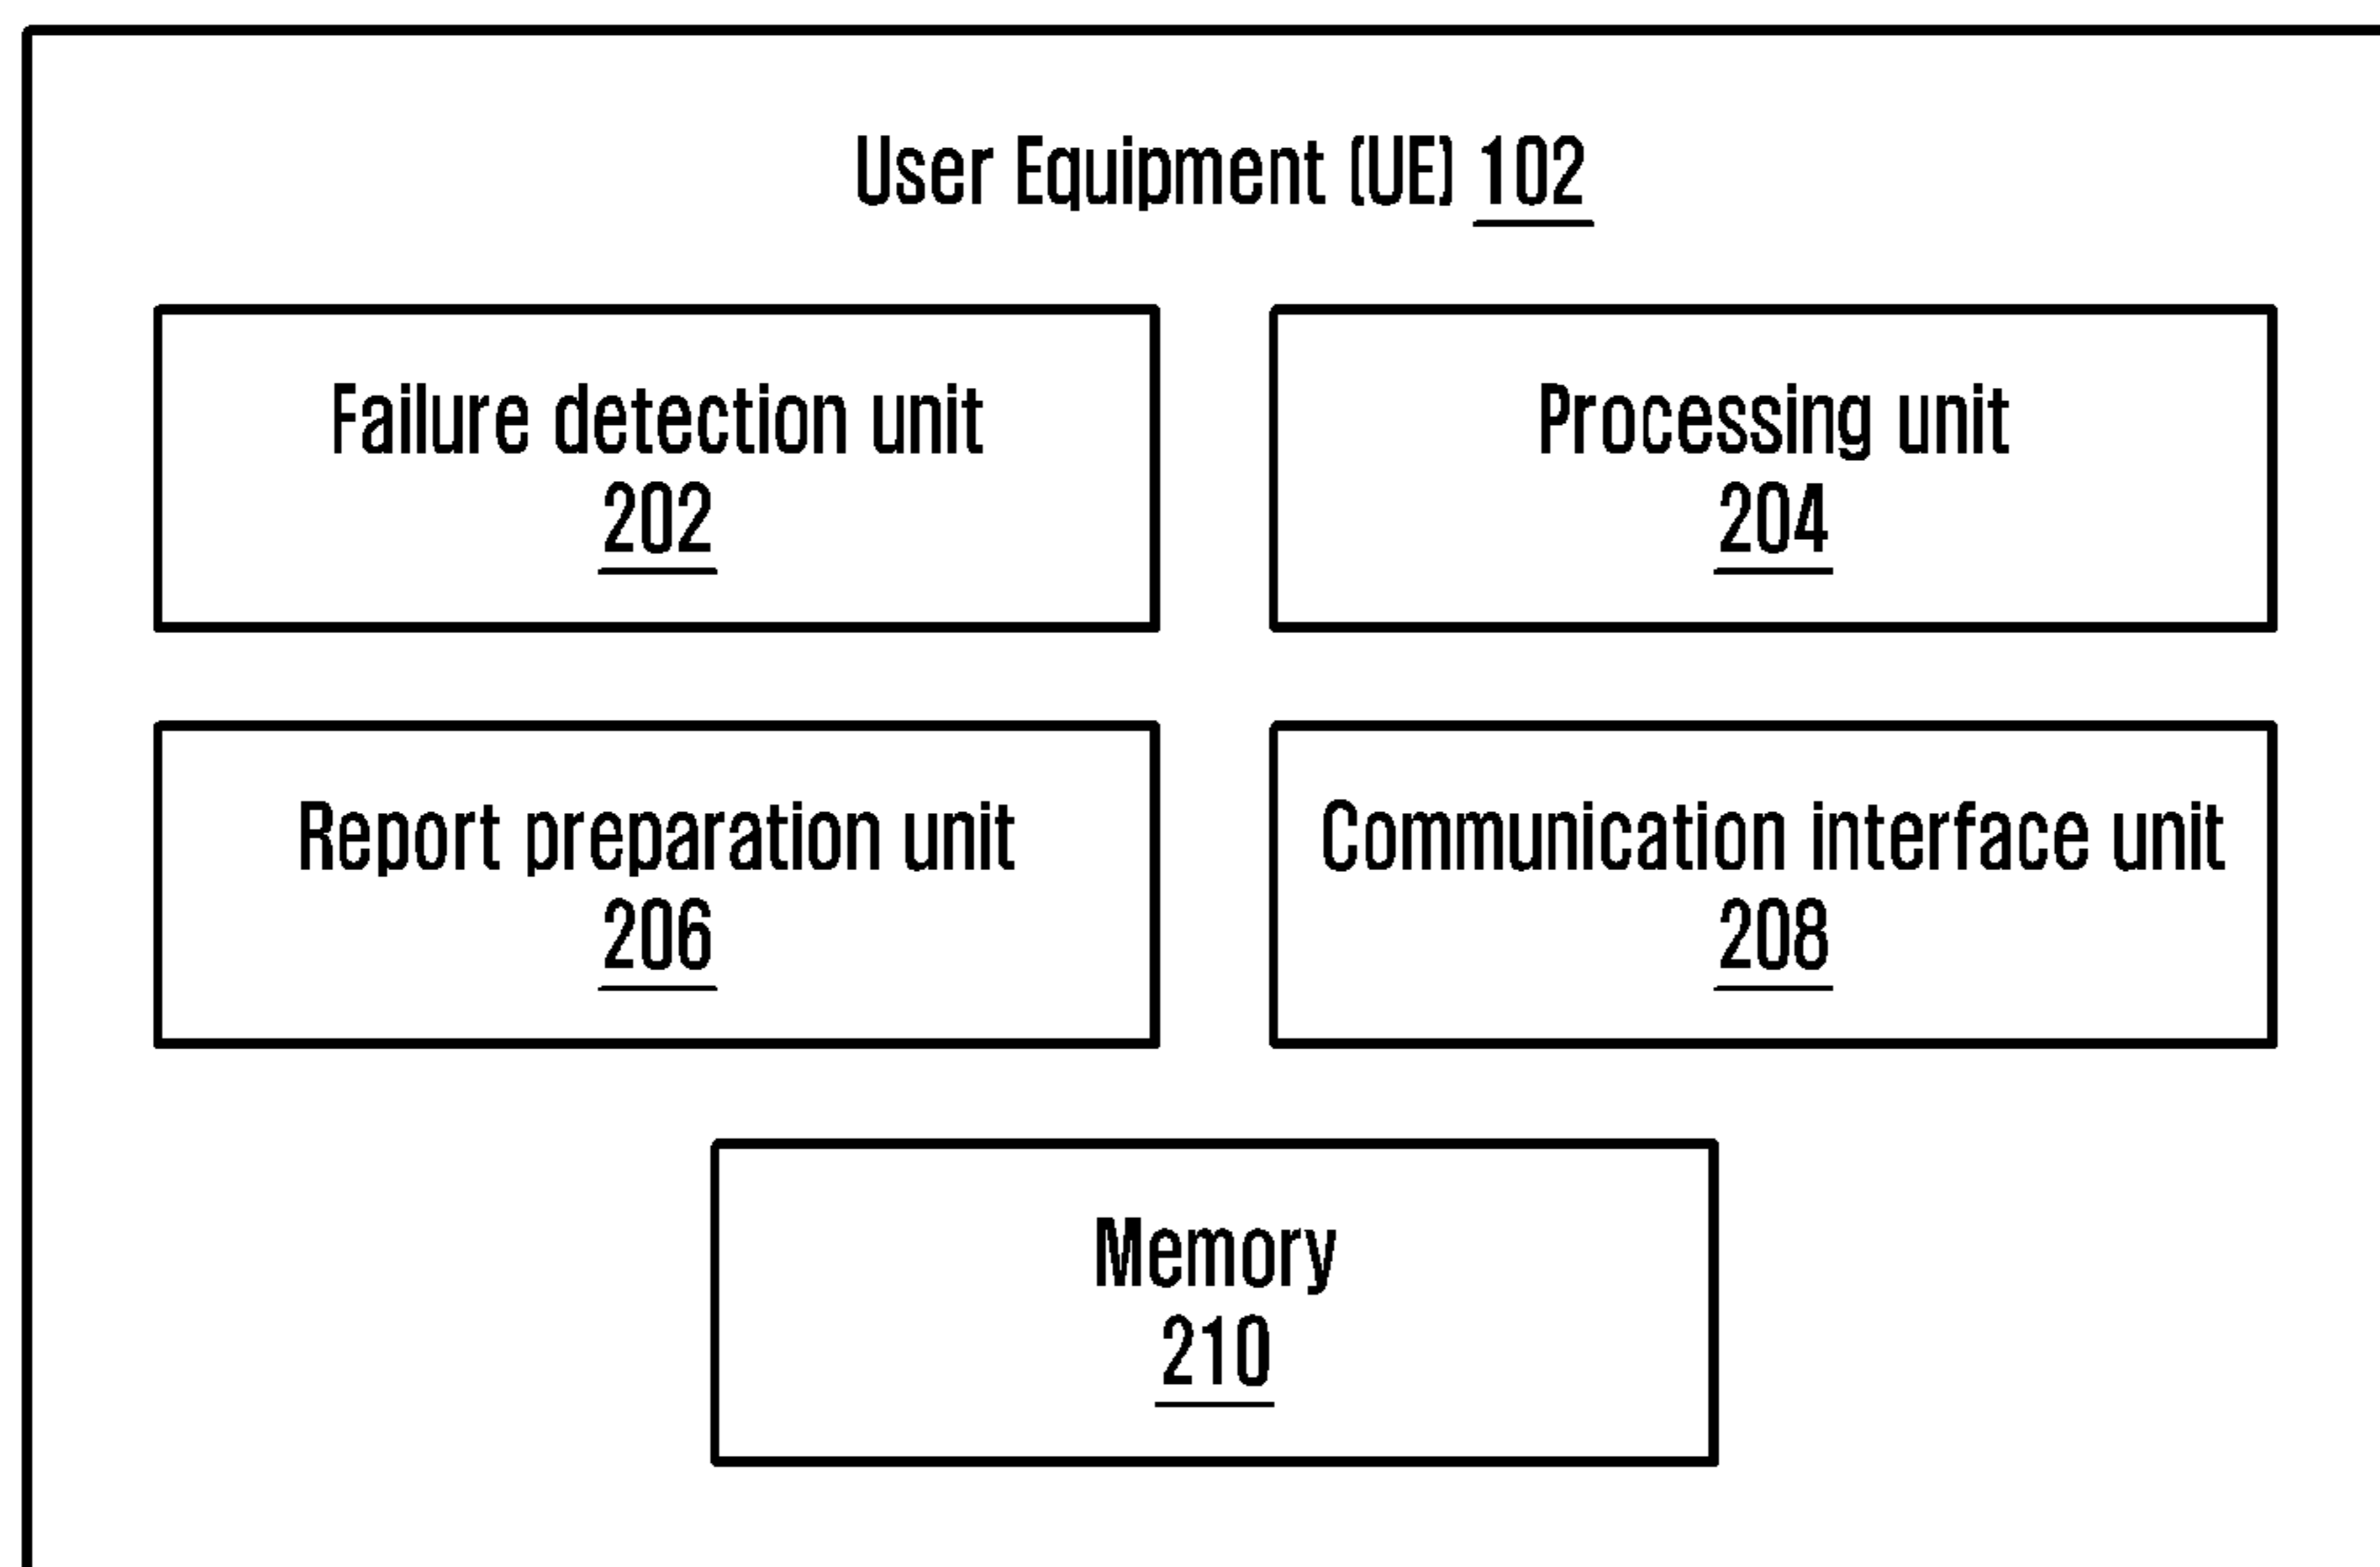 User Equipment (UE) 102
Failure detection unit
202
Processing unit
204
Report preparation unit
206
Communication interface unit
208
Memory
210